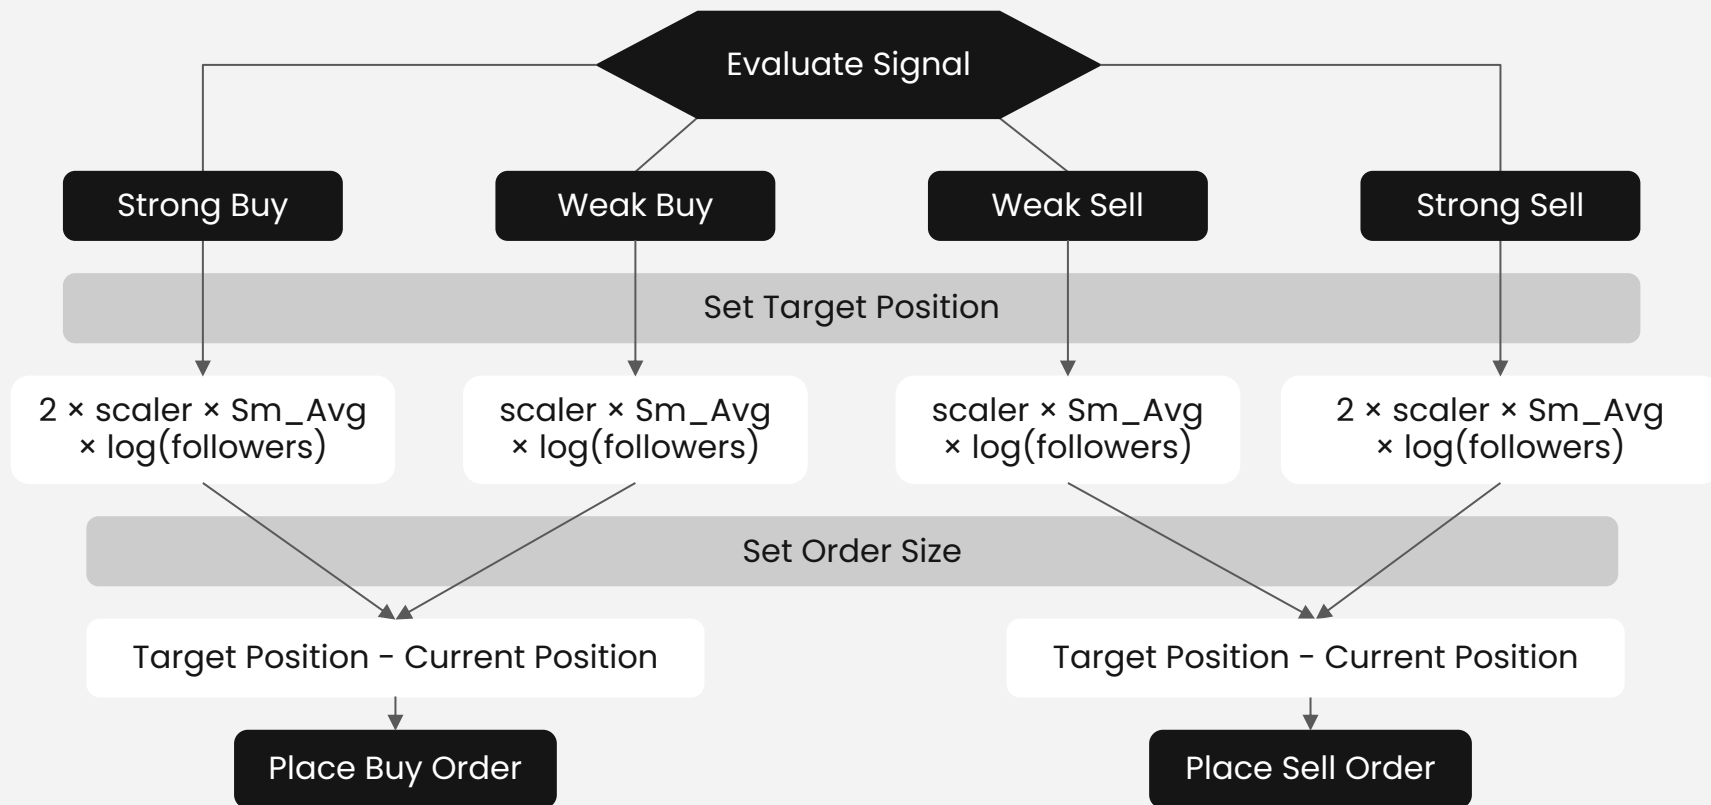 Evaluate Signal
Strong Buy
Weak Buy
Weak Sell
Strong Sell
Set Target Position
2 × scaler × Sm_Avg
× log(followers)
scaler × Sm_Avg
× log(followers)
scaler × Sm_Avg
× log(followers)
2 × scaler × Sm_Avg
× log(followers)
Set Order Size
Target Position - Current Position
Target Position - Current Position
Place Buy Order
Place Sell Order